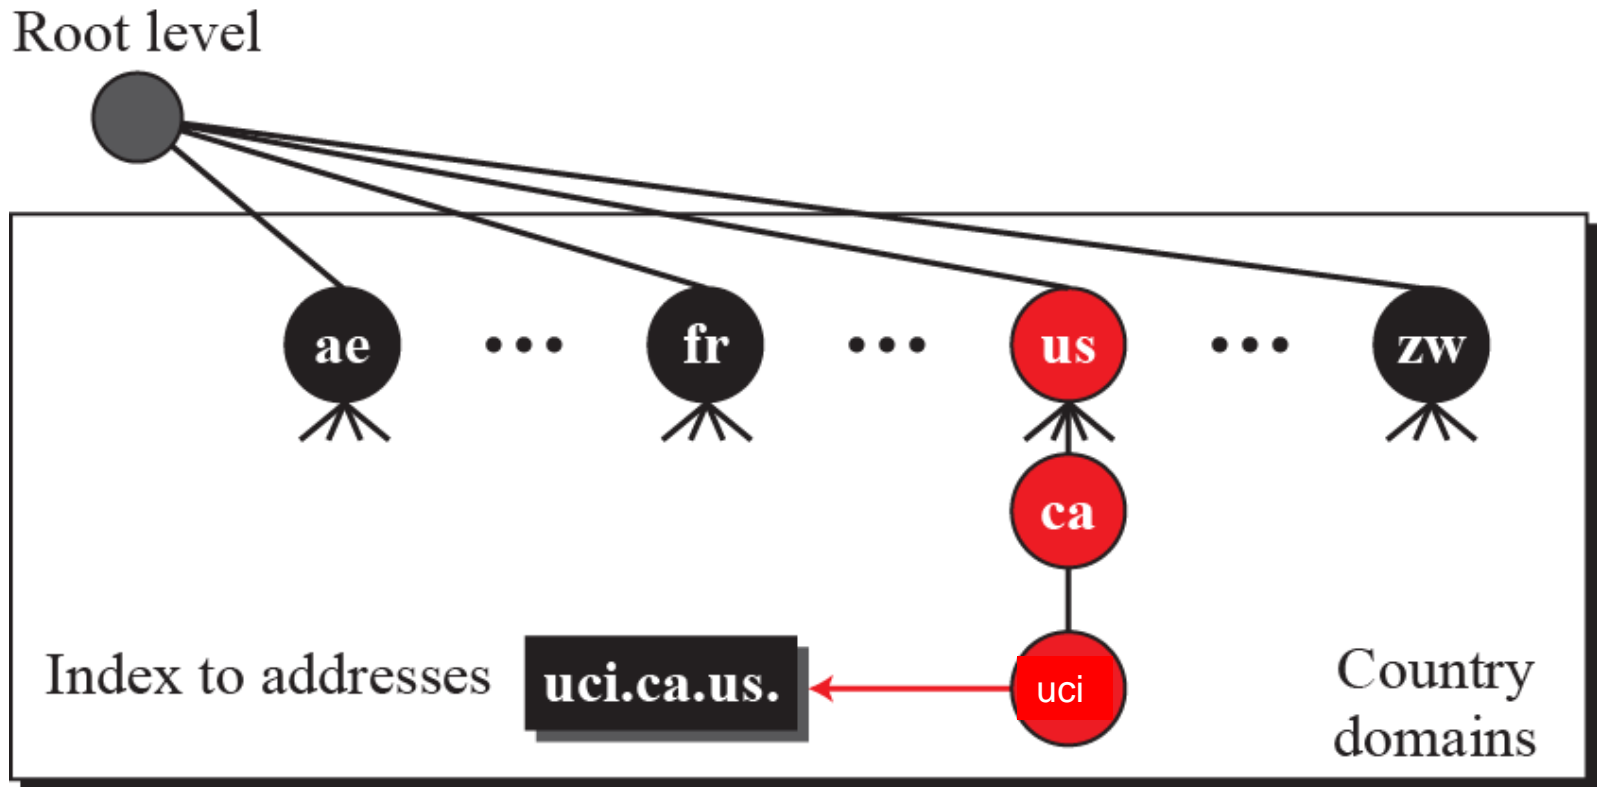 Root level
ae ••• fr ••• us ••• zw
ca
Index to addresses uci.ca.us. uci
Country
domains